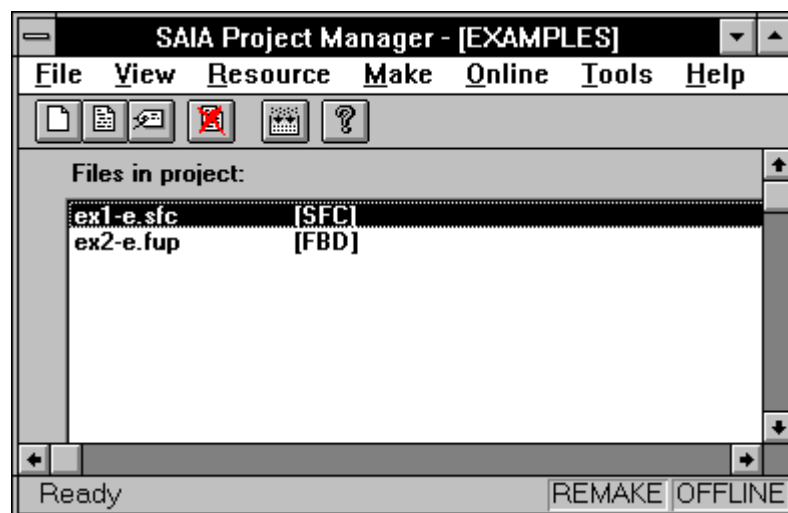 SAIA Project Manager - [EXAMPLES]
File View Resource Make Online Tools Help
?
Files in project:
ex1-e.sfc [SFC]
ex2-e.fup [FBD]
Ready REMAKE OFFLINE